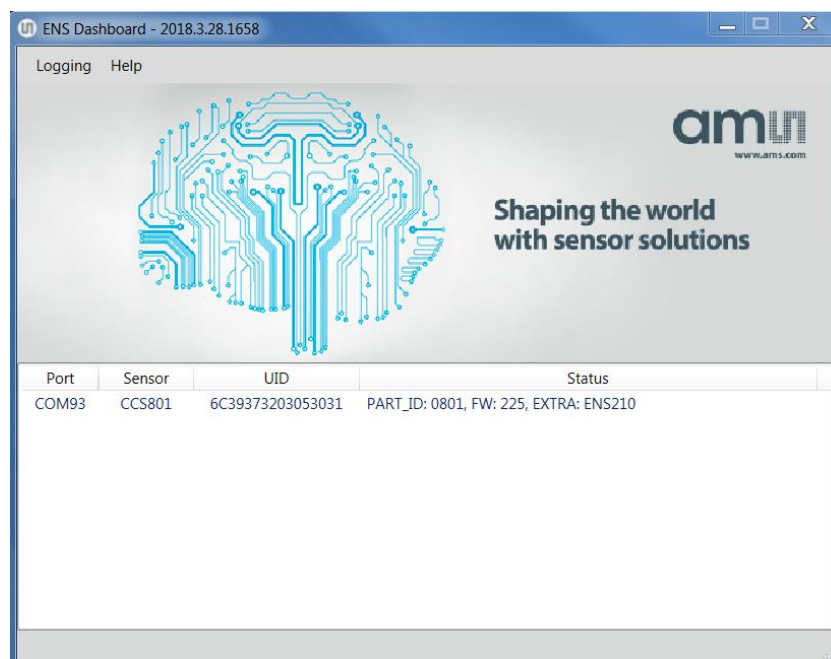 ENS Dashboard - 2018.3.28.1658
Logging Help
amu
www.ams.com
Shaping the world
with sensor solutions
Port Sensor UID Status
COM93 CCS801 6C39373203053031 PART_ID: 0801, FW: 225, EXTRA: ENS210